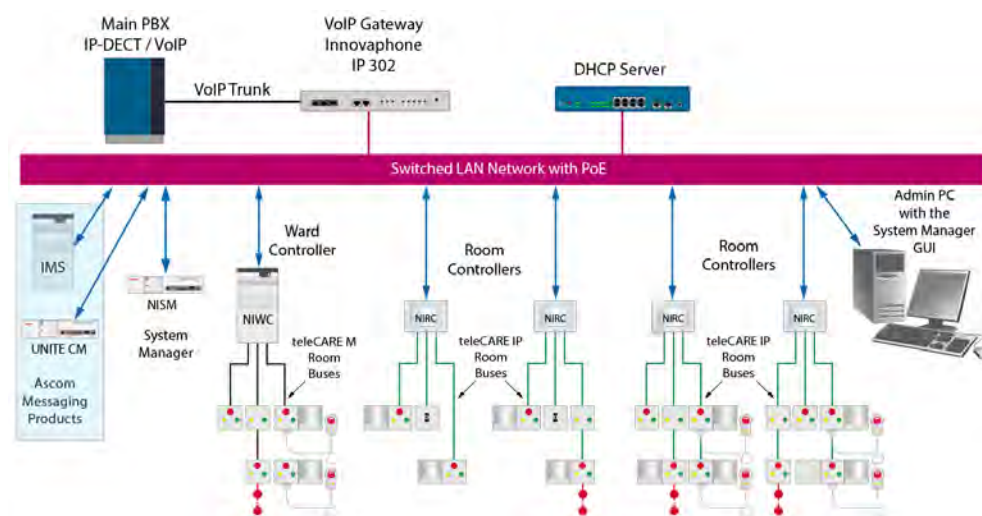 Main PBX
IP-DECT / VoIP
VoIP Gateway
Innovaphone
IP 302
DHCP Server
VoIP Trunk
Switched LAN Network with PoE
Admin PC
with the
System Manager
GUI
Ward
Controller
Room
Controllers
Room
Controllers
IMS
NISM
NIWC
NIRC
NIRC
NIRC
NIRC
UNITE CM
System
Manager
teleCARE M
Room
Buses
teleCARE IP
Room
Buses
teleCARE IP
Room
Buses
Ascom
Messaging
Products